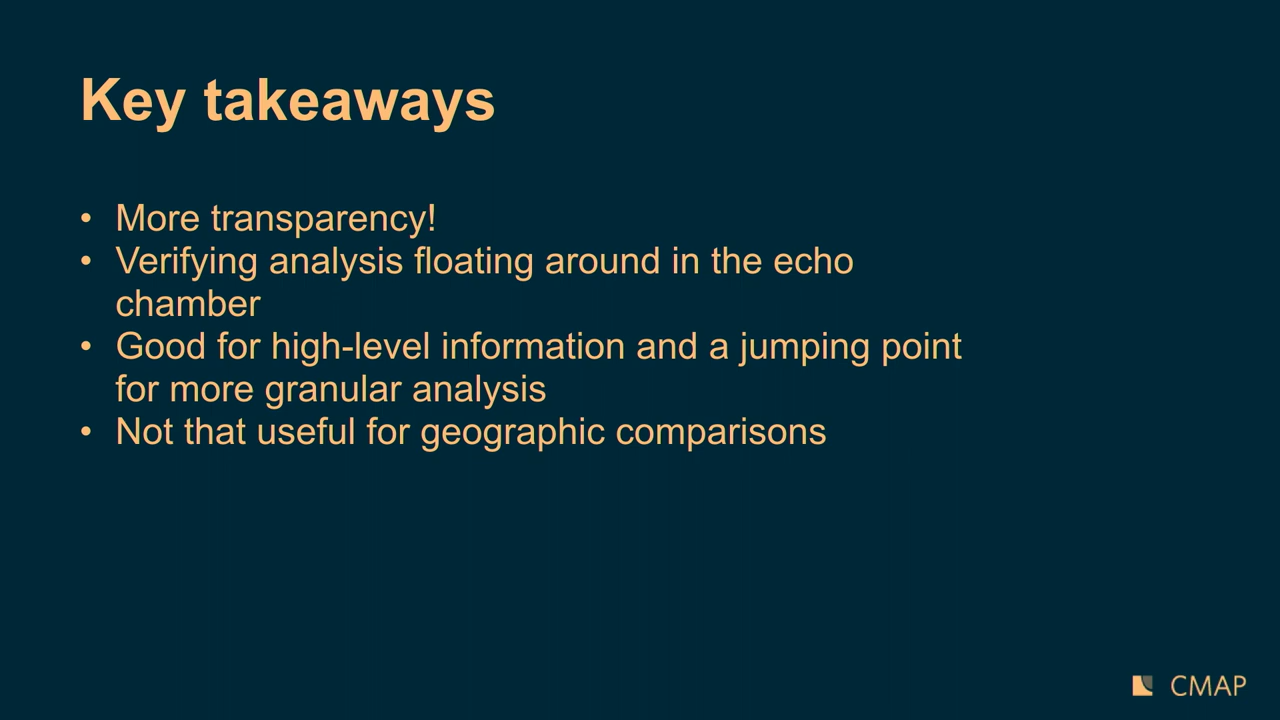 Key takeaways
• More transparency!
• Verifying analysis floating around in the echo
chamber
• Good for high-level information and a jumping point
for more granular analysis
• Not that useful for geographic comparisons
CMAP